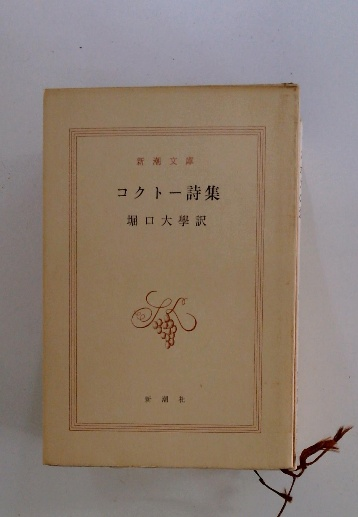 新潮文庫
コクトー詩集
堀口大學訳
新潮社